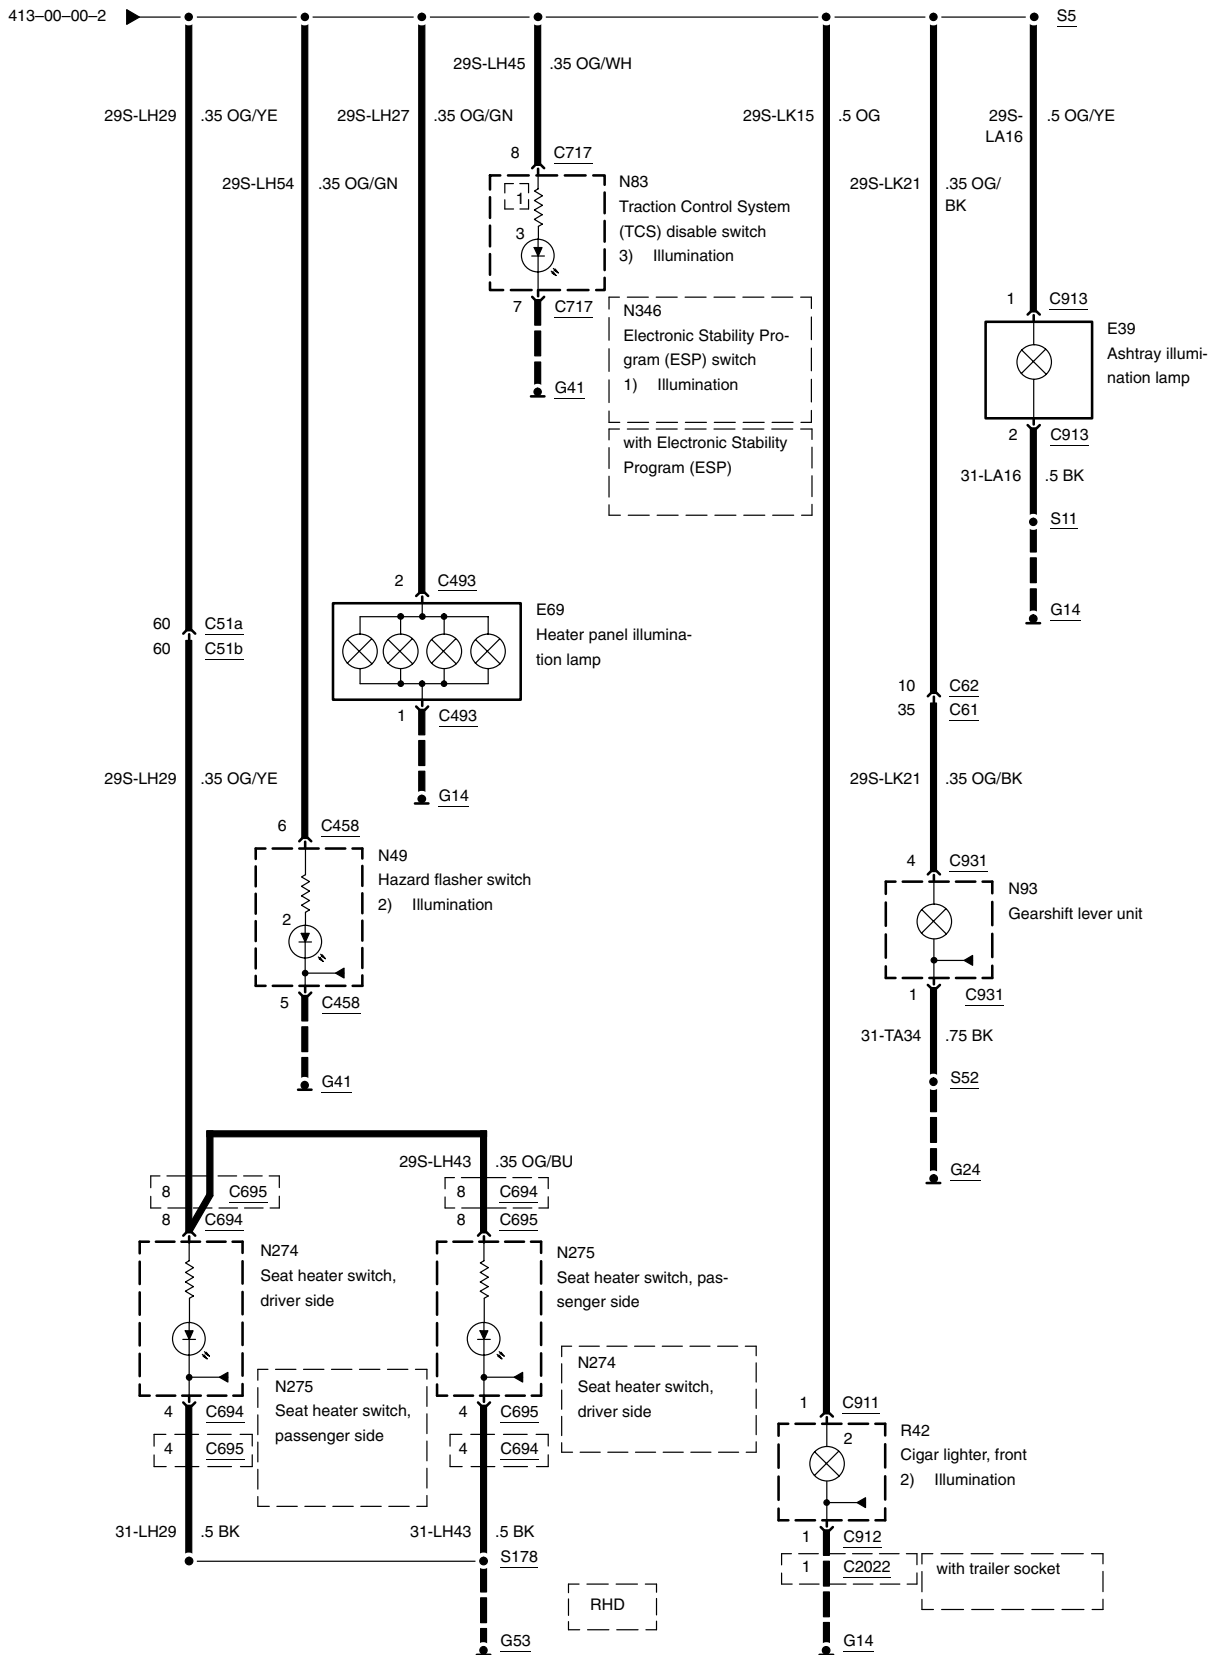 413–00–00–2
S5
29S-LH45 .35 OG/WH
29S-LH29 .35 OG/YE
29S-LH27 .35 OG/GN
29S-LK15 .5 OG
29S-
LA16
.5 OG/YE
8 C717
29S-LH54 .35 OG/GN
29S-LK21 .35 OG/
BK
1
3
N83
Traction Control System
(TCS) disable switch
3) Illumination
7 C717
G41
N346
Electronic Stability Pro-
gram (ESP) switch
1) Illumination
with Electronic Stability
Program (ESP)
1 C913
E39
Ashtray illumi-
nation lamp
2 C913
31-LA16 .5 BK
S11
G14
2 C493
E69
Heater panel illumina-
tion lamp
1 C493
G14
60 C51a
60 C51b
10 C62
35 C61
29S-LH29 .35 OG/YE
29S-LK21 .35 OG/BK
6 C458
N49
Hazard flasher switch
2) Illumination
2
5 C458
G41
4 C931
N93
Gearshift lever unit
1 C931
31-TA34 .75 BK
S52
G24
29S-LH43 .35 OG/BU
8 C695
8 C694
8 C694
8 C695
N274
Seat heater switch,
driver side
N275
Seat heater switch, pas-
senger side
N275
Seat heater switch,
passenger side
N274
Seat heater switch,
driver side
4 C694
4 C695
4 C695
4 C694
31-LH29 .5 BK
31-LH43 .5 BK
S178
G53
RHD
1 C911
2
R42
Cigar lighter, front
2) Illumination
1 C912
1 C2022
with trailer socket
G14